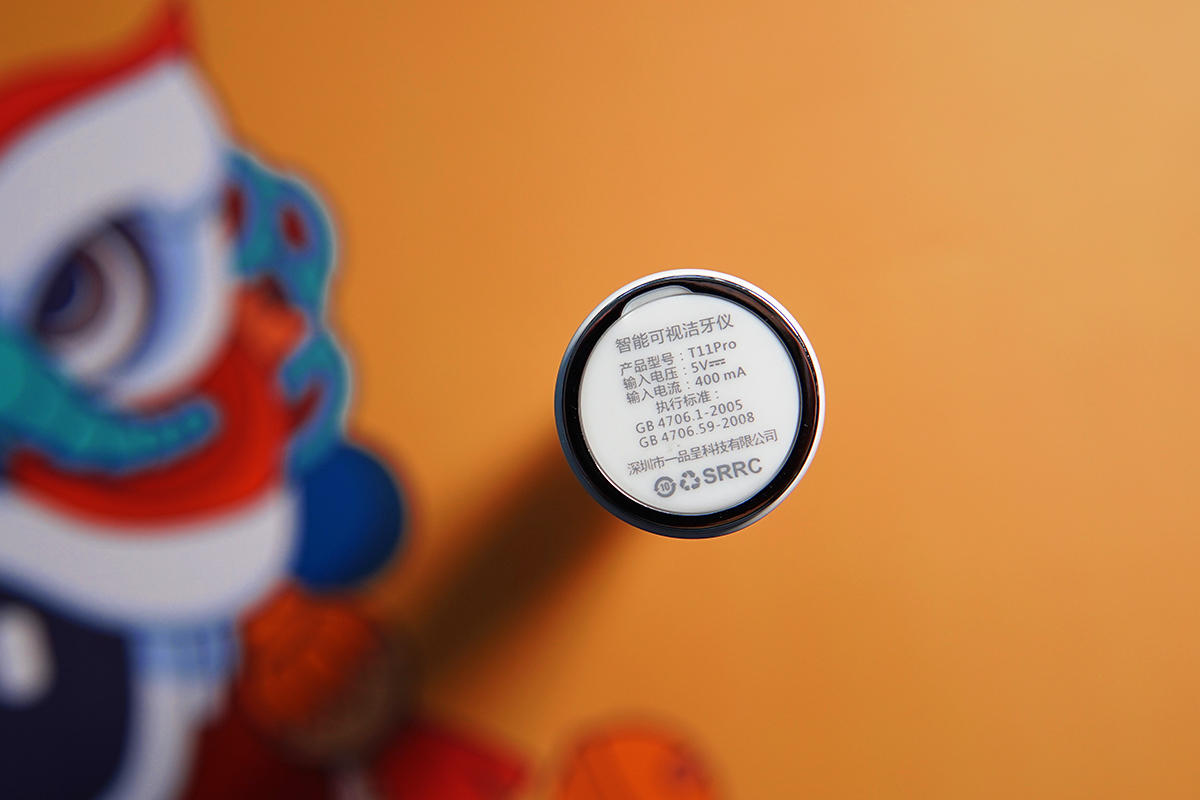 智能可视洁牙仪
产品型号：T11Pro
输入电压：5V⎓
输入电流：400 mA
执行标准：
GB 4706.1-2005
GB 4706.59-2008
深圳市一品呈科技有限公司
10 SRRC